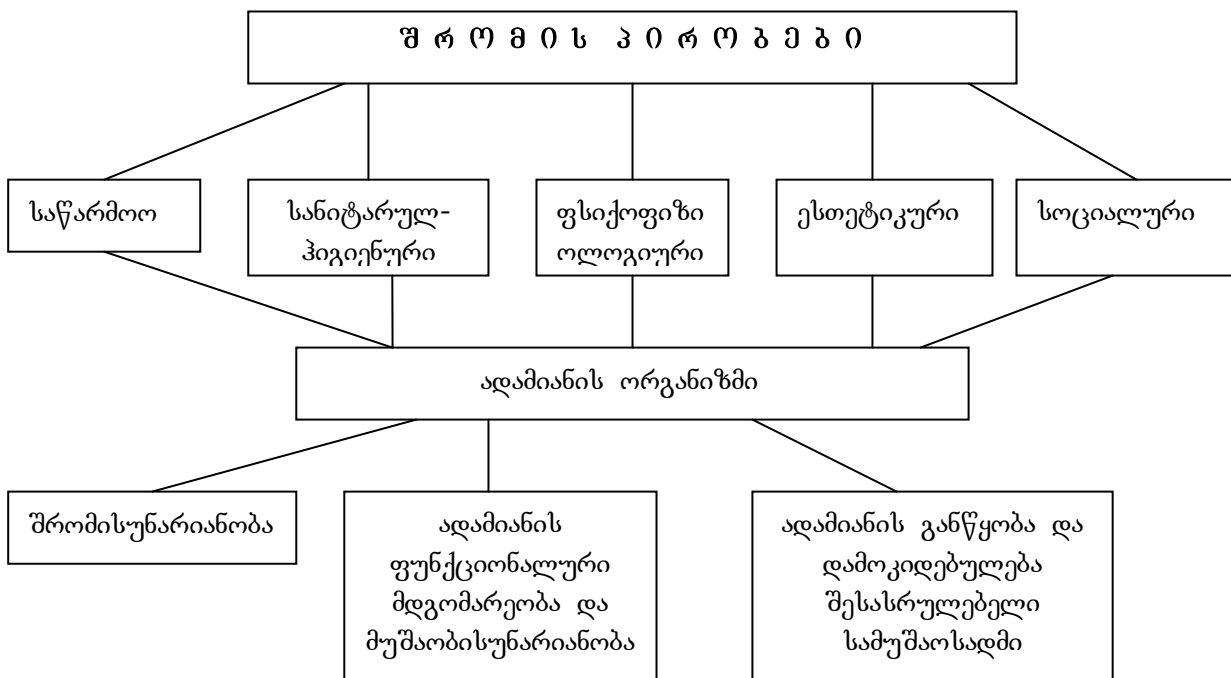 შ რ ო მ ი ს  პ ი რ ო ბ ე ბ ი
საწარმოო
სანიტარულ-
ჰიგიენური
ფსიქოფიზი
ოლოგიური
ესთეტიკური
სოციალური
ადამიანის ორგანიზმი
შრომისუნარიანობა
ადამიანის
ფუნქციონალური
მდგომარეობა და
მუშაობისუნარიანობა
ადამიანის განწყობა და
დამოკიდებულება
შესასრულებელი
სამუშაოსადმი